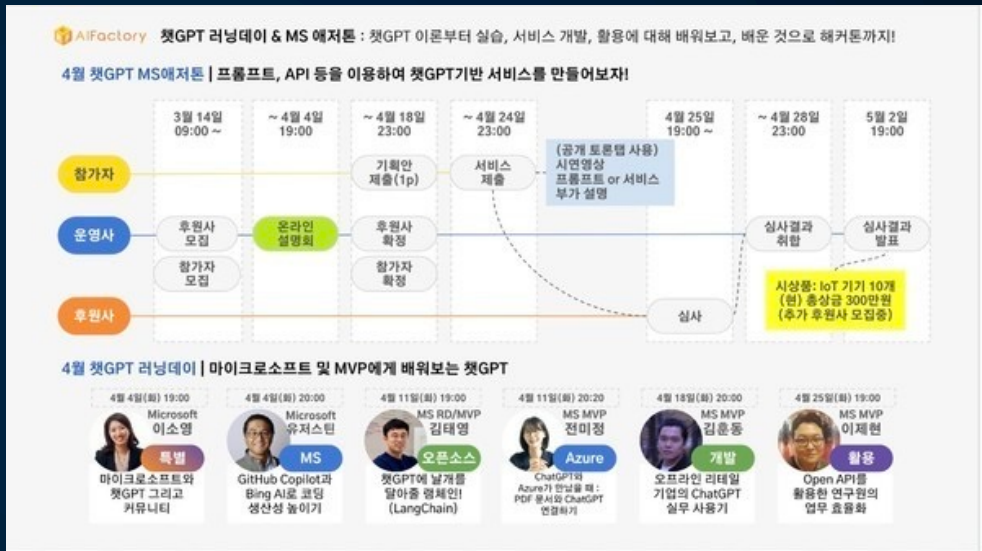 AIFactory 챗GPT 러닝데이 & MS 애저톤 : 챗GPT 이론부터 실습, 서비스 개발, 활용에 대해 배워보고, 배운 것으로 해커톤까지!
4월 챗GPT MS애저톤 | 프롬프트, API 등을 이용하여 챗GPT기반 서비스를 만들어보자!
3월 14일
09:00 ~
~ 4월 4일
19:00
~ 4월 18일
23:00
~ 4월 24일
23:00
4월 25일
19:00 ~
~ 4월 28일
23:00
5월 2일
19:00
참가자
기획안
제출(1p)
서비스
제출
(공개 토론탭 사용)
시연영상
프롬프트 or 서비스
부가 설명
운영사
후원사
모집
온라인
설명회
후원사
확정
심사결과
취합
심사결과
발표
참가자
모집
참가자
확정
시상품: IoT 기기 10개
(현) 총상금 300만원
(추가 후원사 모집중)
후원사
심사
4월 챗GPT 러닝데이 | 마이크로소프트 및 MVP에게 배워보는 챗GPT
4월 4일(화) 19:00
Microsoft
이소영
특별
마이크로소프트와
챗GPT 그리고
커뮤니티
4월 4일(화) 20:00
Microsoft
유저스틴
MS
GitHub Copilot과
Bing AI로 코딩
생산성 높이기
4월 11일(화) 19:00
MS RD/MVP
김태영
오픈소스
챗GPT에 날개를
달아줄 랭체인!
(LangChain)
4월 11일(화) 20:20
MS MVP
전미정
Azure
ChatGPT와
Azure가 만났을 때 :
PDF 문서와 ChatGPT
연결하기
4월 18일(화) 20:00
MS MVP
김훈동
개발
오프라인 리테일
기업의 ChatGPT
실무 사용기
4월 25일(화) 19:00
MS MVP
이제현
활용
Open API를
활용한 연구원의
업무 효율화